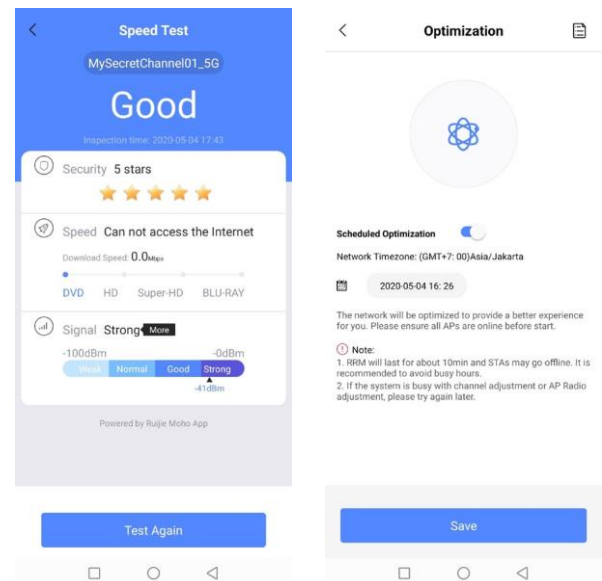 Speed Test
MySecretChannel01_5G
Good
Inspection time: 2020-05-04 17:43
Security 5 stars
Speed Can not access the Internet
Download Speed: 0.0Mbps
DVD HD Super-HD BLU-RAY
Signal Strong More
-100dBm -0dBm
Weak Normal Good Strong
-41dBm
Powered by Ruijie Moho App
Test Again
Optimization
Scheduled Optimization
Network Timezone: (GMT+7: 00)Asia/Jakarta
2020-05-04 16: 26
The network will be optimized to provide a better experience
for you. Please ensure all APs are online before start.
Note:
1. RRM will last for about 10min and STAs may go offline. It is
recommended to avoid busy hours.
2. If the system is busy with channel adjustment or AP Radio
adjustment, please try again later.
Save